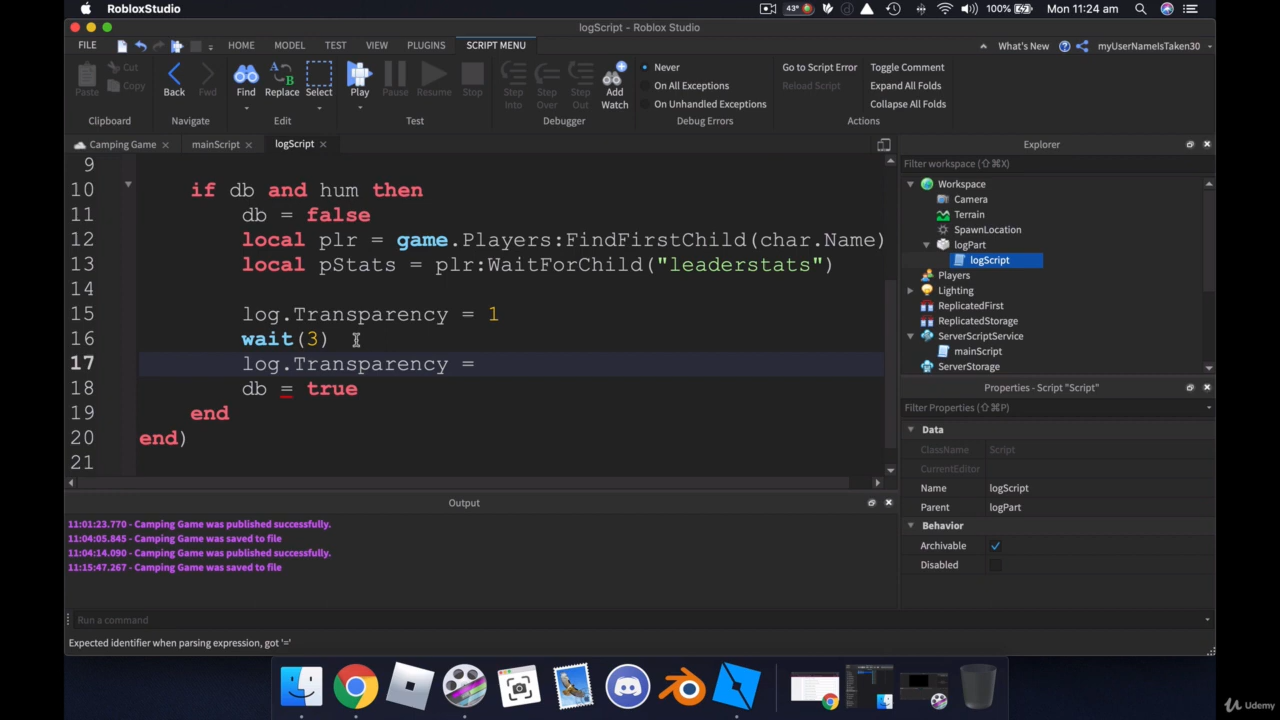 RobloxStudio
43°
100%
Mon 11:24 am
logScript - Roblox Studio
FILE
HOME
MODEL
TEST
VIEW
PLUGINS
SCRIPT MENU
What's New
myUserNameIsTaken30
Paste
Cut
Copy
Clipboard
Back
Fwd
Navigate
Find
Replace
Select
Edit
Play
Pause
Resume
Stop
Test
Step Into
Step Over
Step Out
Add Watch
Debugger
Never
On All Exceptions
On Unhandled Exceptions
Debug Errors
Go to Script Error
Reload Script
Toggle Comment
Expand All Folds
Collapse All Folds
Actions
Camping Game
mainScript
logScript
9
10 if db and hum then
11 db = false
12 local plr = game.Players:FindFirstChild(char.Name)
13 local pStats = plr:WaitForChild("leaderstats")
14
15 log.Transparency = 1
16 wait(3)
17 log.Transparency =
18 db = true
19 end
20 end)
21
Explorer
Filter workspace (⇧⌘X)
Workspace
Camera
Terrain
SpawnLocation
logPart
logScript
Players
Lighting
ReplicatedFirst
ReplicatedStorage
ServerScriptService
mainScript
ServerStorage
Properties - Script "Script"
Filter Properties (⇧⌘P)
Data
ClassName Script
CurrentEditor
Name logScript
Parent logPart
Behavior
Archivable
Disabled
Output
11:01:23.770 - Camping Game was published successfully.
11:04:05.845 - Camping Game was saved to file
11:04:14.090 - Camping Game was published successfully.
11:15:47.267 - Camping Game was saved to file
Run a command
Expected identifier when parsing expression, got '='
Udemy